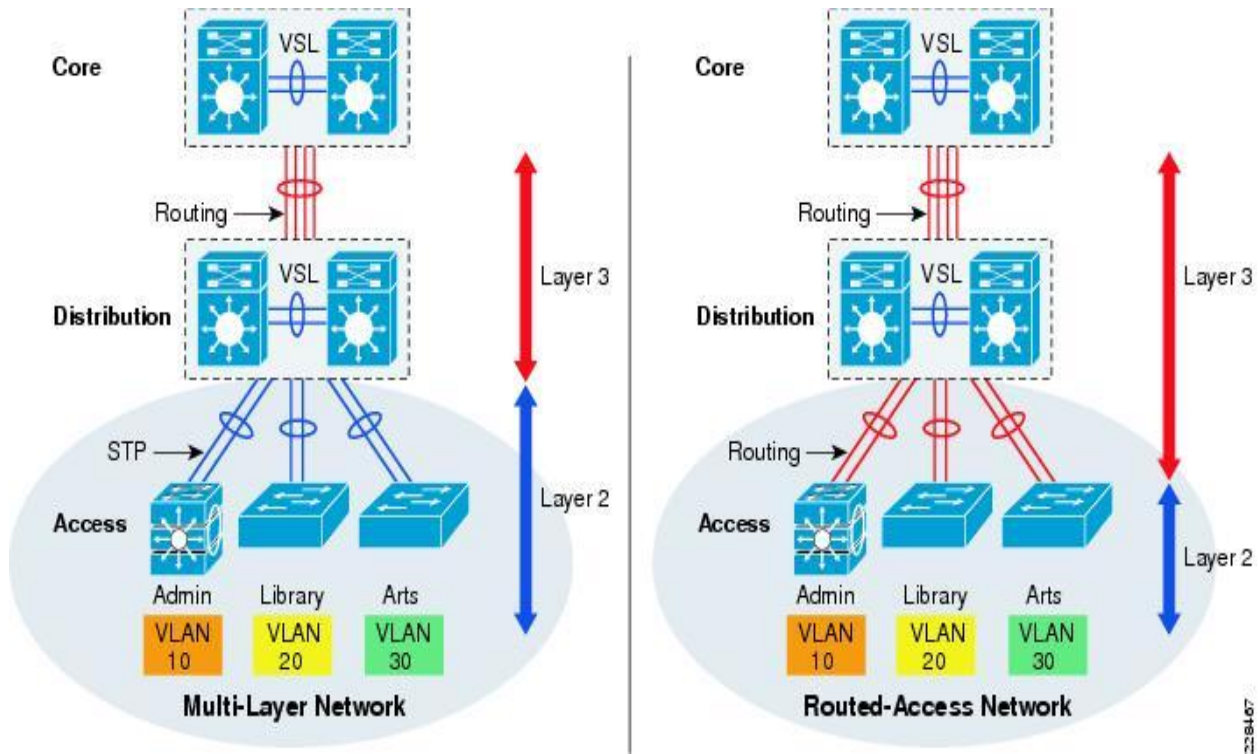 Core
VSL
Routing
Layer 3
VSL
Distribution
STP
Layer 2
Access
Admin
Library
Arts
VLAN
10
VLAN
20
VLAN
30
Multi-Layer Network
Core
VSL
Routing
Layer 3
VSL
Distribution
Routing
Access
Layer 2
Admin
Library
Arts
VLAN
10
VLAN
20
VLAN
30
Routed-Access Network
228467